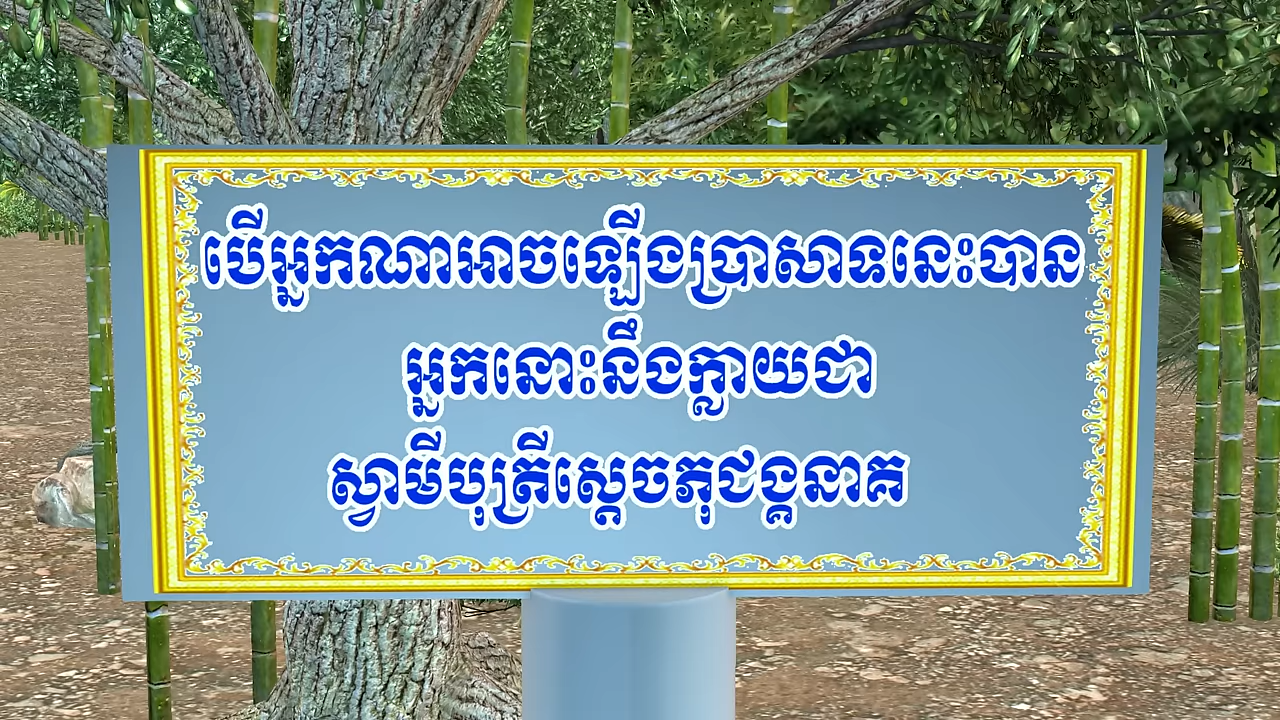 បើអ្នកណាអាចឡើងប្រាសាទនេះបាន
អ្នកនោះនឹងក្លាយជា
ស្វាមីបុត្រីស្ដេចភុជង្គនាគ